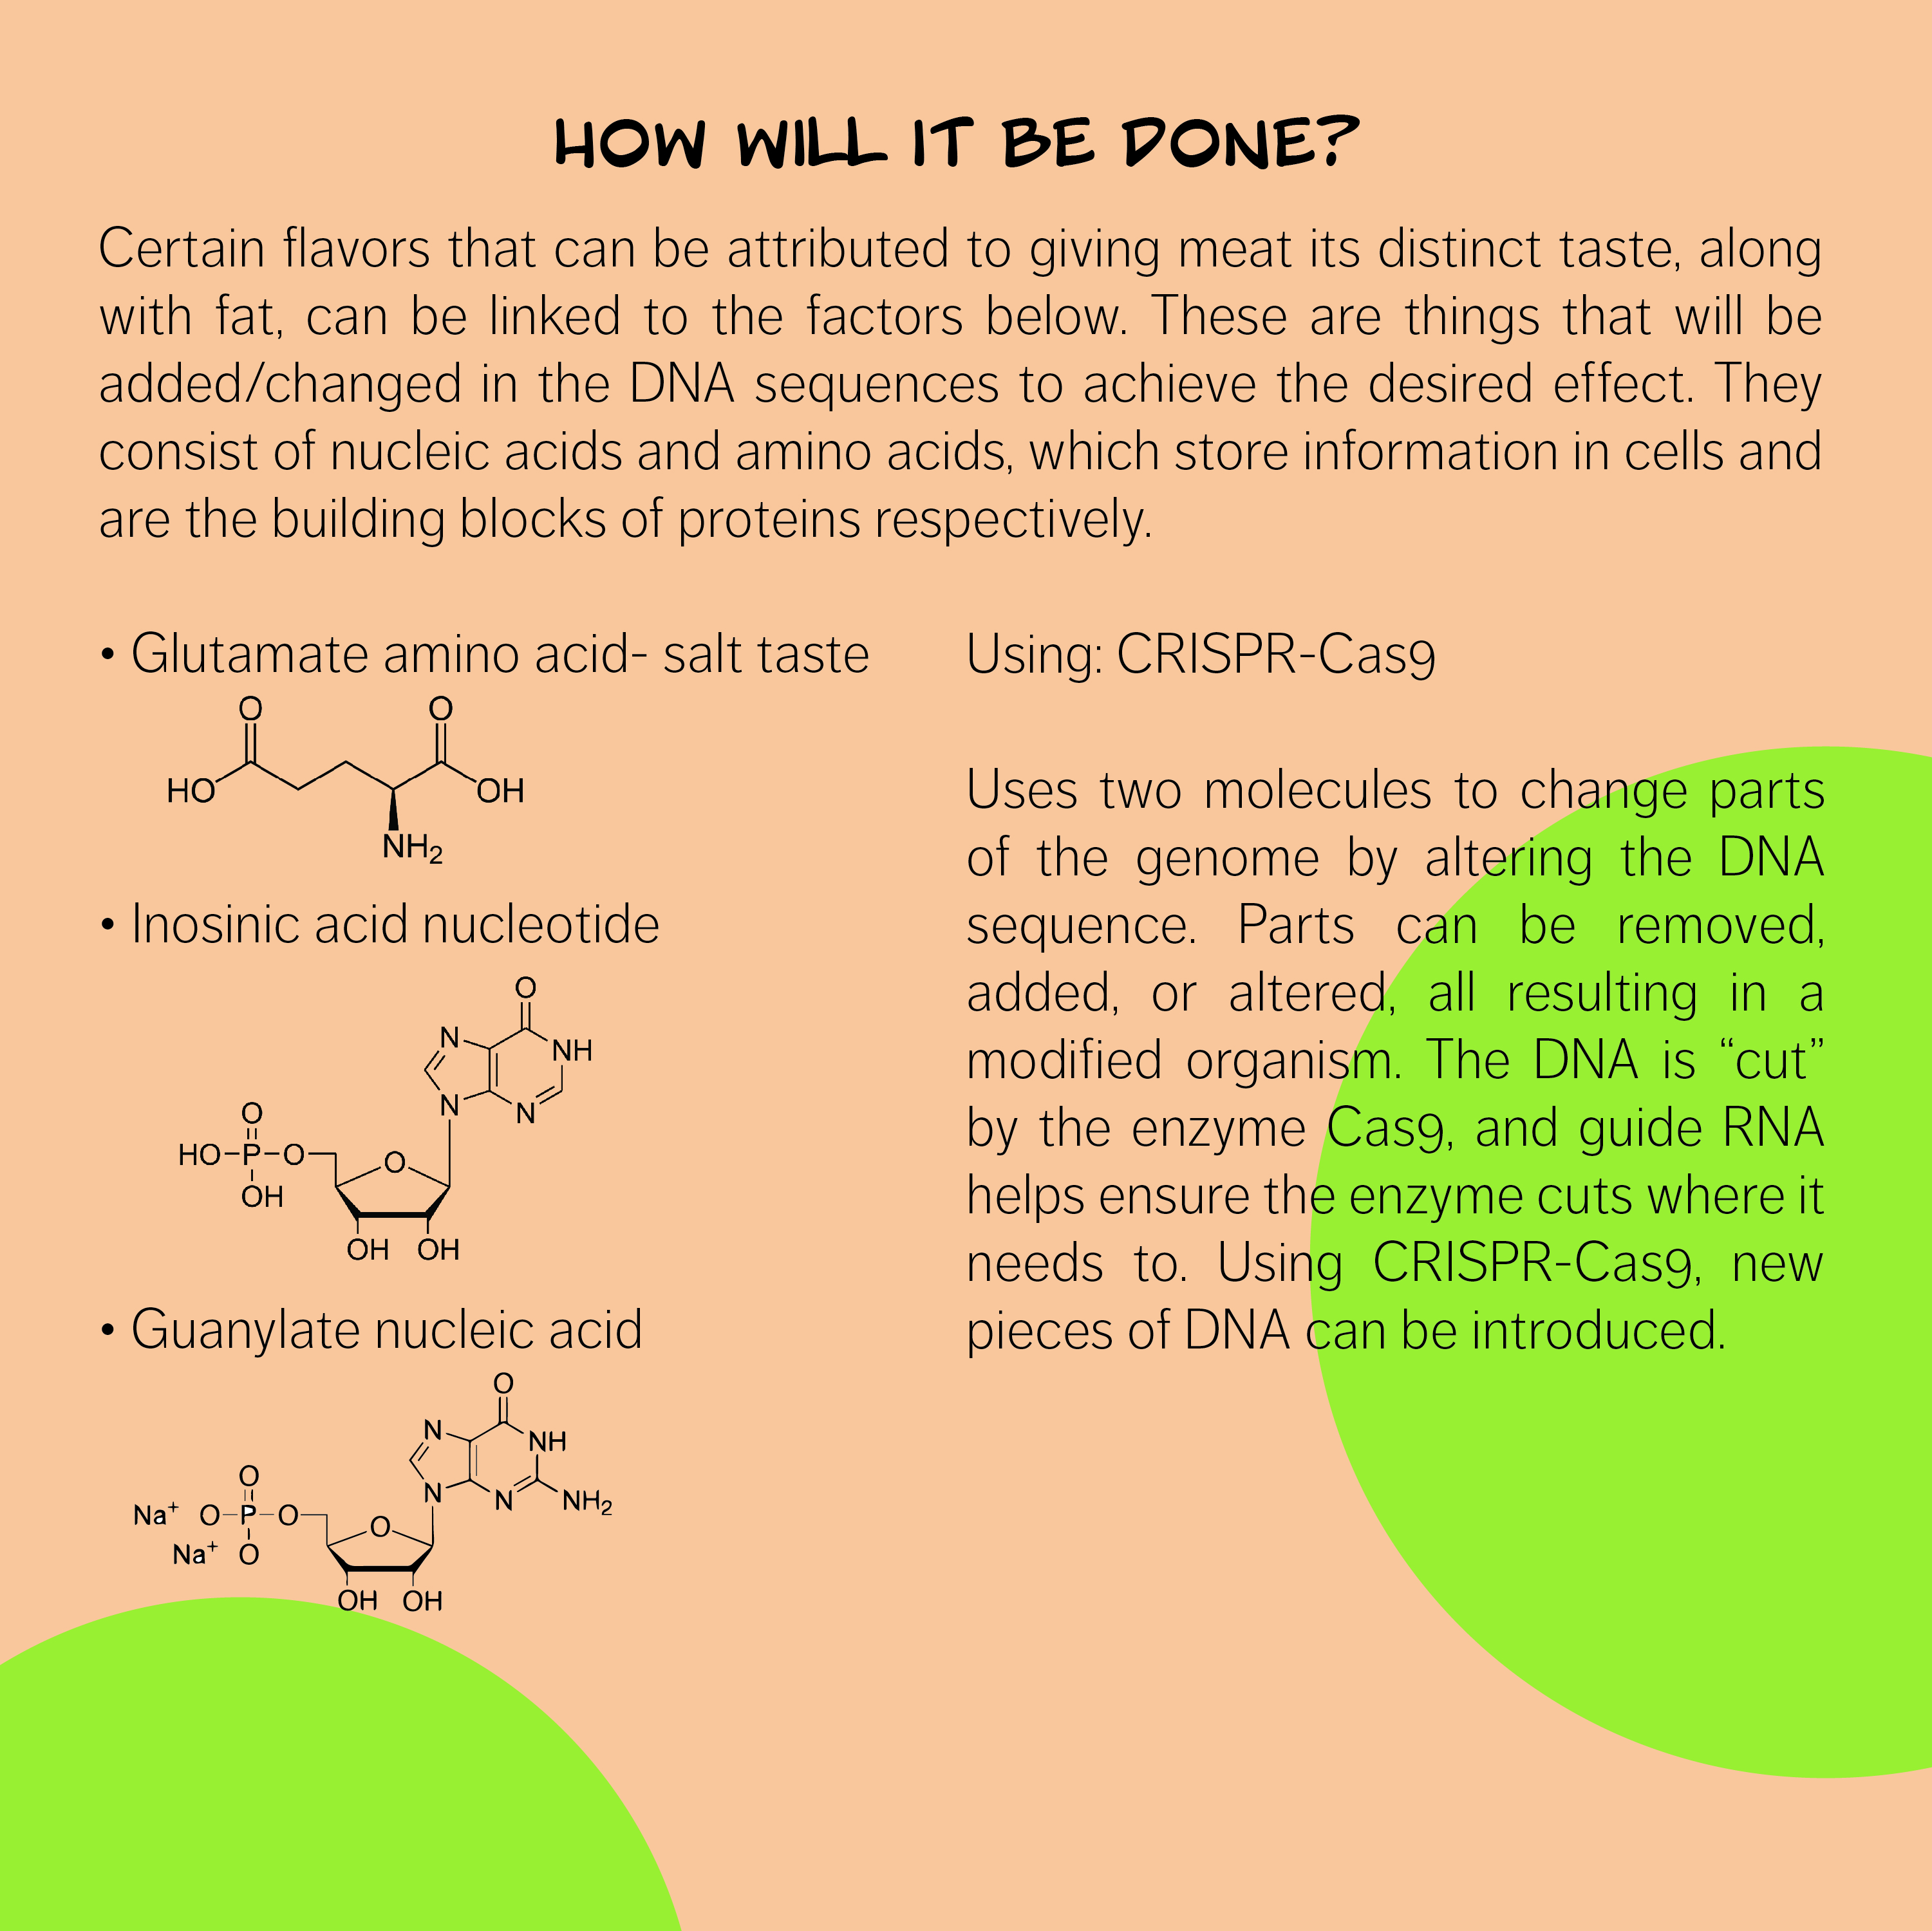 HOW WILL IT BE DONE?
Certain flavors that can be attributed to giving meat its distinct taste, along
with fat, can be linked to the factors below. These are things that will be
added/changed in the DNA sequences to achieve the desired effect. They
consist of nucleic acids and amino acids, which store information in cells and
are the building blocks of proteins respectively.
• Glutamate amino acid- salt taste
O O
HO OH
NH2
• Inosinic acid nucleotide
O
N NH
N N
O
HO P O O
OH
OH OH
• Guanylate nucleic acid
O
N NH
N N NH2
O
Na+ O P O O
Na+ O
OH OH
Using: CRISPR-Cas9
Uses two molecules to change parts
of the genome by altering the DNA
sequence. Parts can be removed,
added, or altered, all resulting in a
modified organism. The DNA is “cut”
by the enzyme Cas9, and guide RNA
helps ensure the enzyme cuts where it
needs to. Using CRISPR-Cas9, new
pieces of DNA can be introduced.